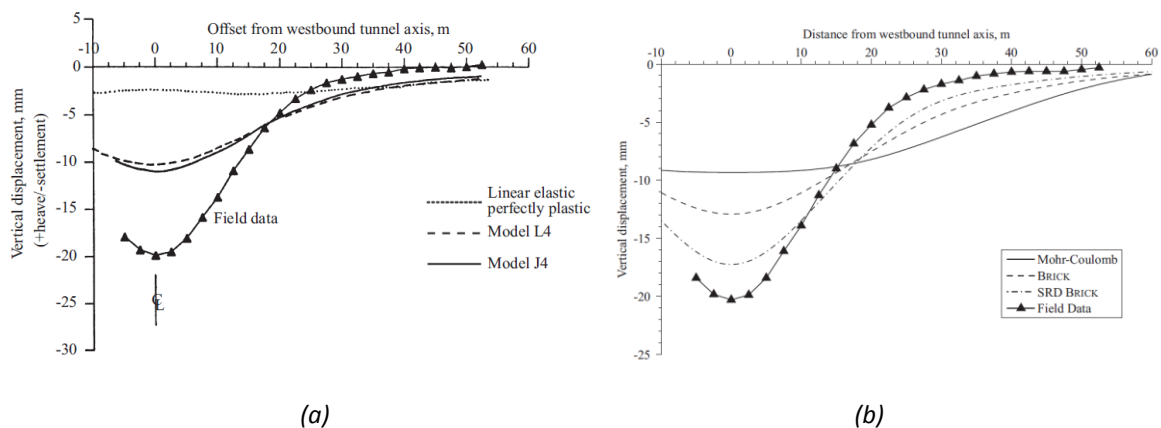 Offset from westbound tunnel axis, m
-10 0 10 20 30 40 50 60
5
0
-5
-10
-15
-20
-25
-30
Vertical displacement, mm
(+heave/-settlement)
Field data
CL
Linear elastic
perfectly plastic
Model L4
Model J4
(a)
Distance from westbound tunnel axis, m
-10 0 10 20 30 40 50 60
0
-5
-10
-15
-20
-25
Vertical displacement, mm
Mohr-Coulomb
BRICK
SRD BRICK
Field Data
(b)